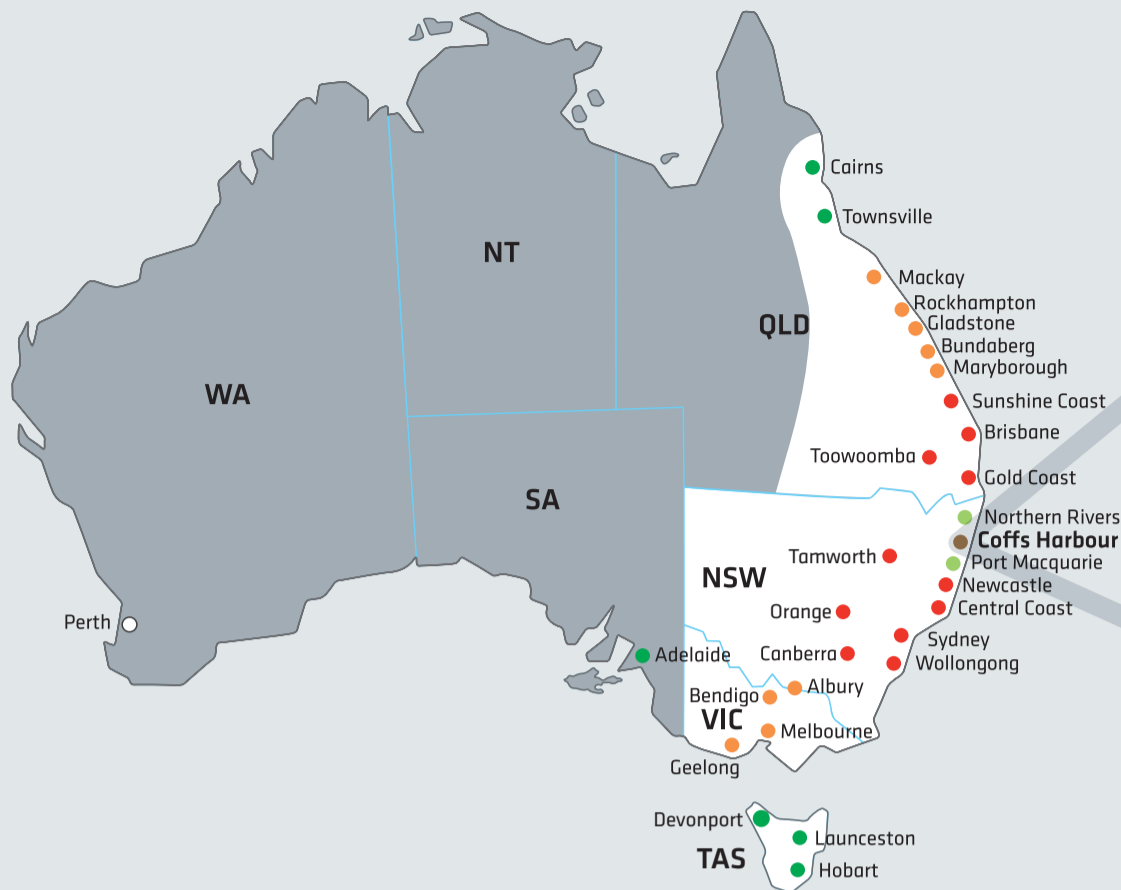 Cairns
Townsville
NT
Mackay
Rockhampton
Gladstone
QLD
Bundaberg
Maryborough
WA
Sunshine Coast
Brisbane
Toowoomba
Gold Coast
SA
Northern Rivers
Coffs Harbour
Tamworth
Port Macquarie
NSW
Newcastle
Central Coast
Orange
Perth
Sydney
Adelaide
Canberra
Wollongong
Albury
Bendigo
VIC
Melbourne
Geelong
Devonport
Launceston
TAS
Hobart